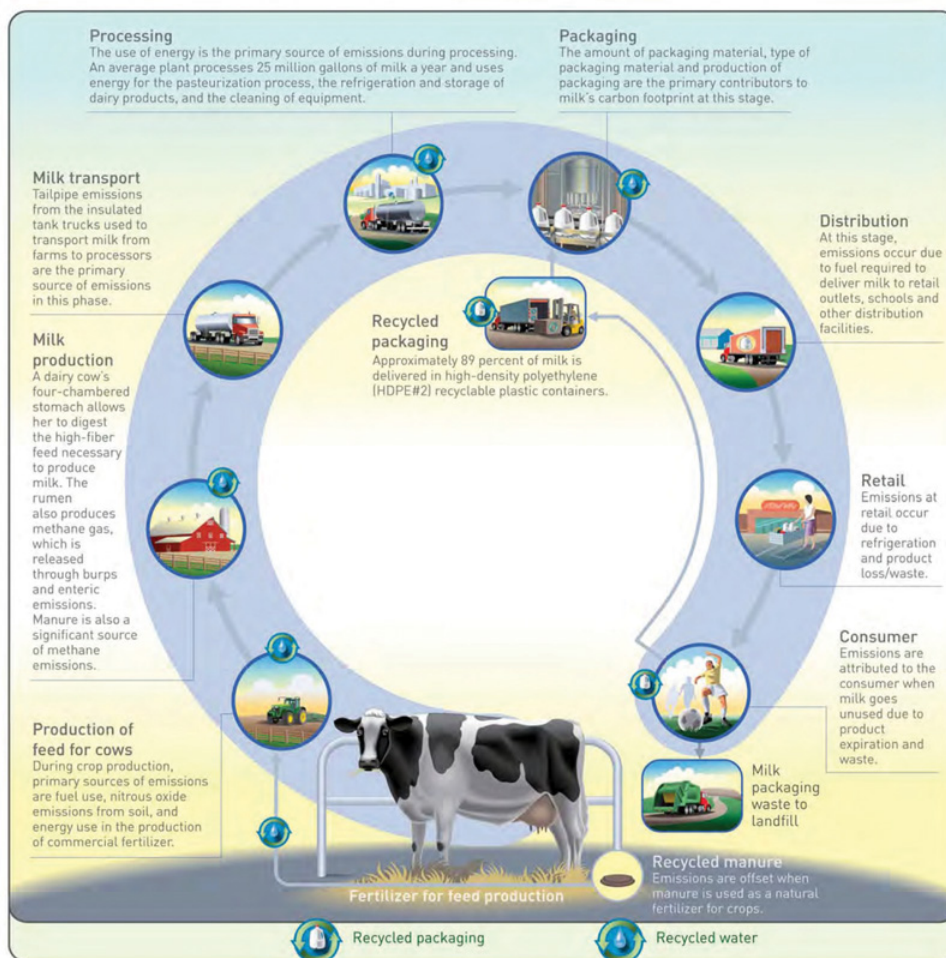 Processing
The use of energy is the primary source of emissions during processing.
An average plant processes 25 million gallons of milk a year and uses
energy for the pasteurization process, the refrigeration and storage of
dairy products, and the cleaning of equipment.
Packaging
The amount of packaging material, type of
packaging material and production of
packaging are the primary contributors to
milk's carbon footprint at this stage.
Milk transport
Tailpipe emissions
from the insulated
tank trucks used to
transport milk from
farms to processors
are the primary
source of emissions
in this phase.
Distribution
At this stage,
emissions occur due
to fuel required to
deliver milk to retail
outlets, schools and
other distribution
facilities.
Recycled
packaging
Approximately 89 percent of milk is
delivered in high-density polyethylene
(HDPE#2) recyclable plastic containers.
Milk
production
A dairy cow's
four-chambered
stomach allows
her to digest
the high-fiber
feed necessary
to produce
milk. The
rumen
also produces
methane gas,
which is
released
through burps
and enteric
emissions.
Manure is also a
significant source
of methane
emissions.
Retail
Emissions at
retail occur
due to
refrigeration
and product
loss/waste.
Consumer
Emissions are
attributed to the
consumer when
milk goes
unused due to
product
expiration and
waste.
Production of
feed for cows
During crop production,
primary sources of emissions
are fuel use, nitrous oxide
emissions from soil, and
energy use in the production
of commercial fertilizer.
Milk
packaging
waste to
landfill
Recycled manure
Emissions are offset when
manure is used as a natural
fertilizer for crops.
Fertilizer for feed production
Recycled packaging
Recycled water